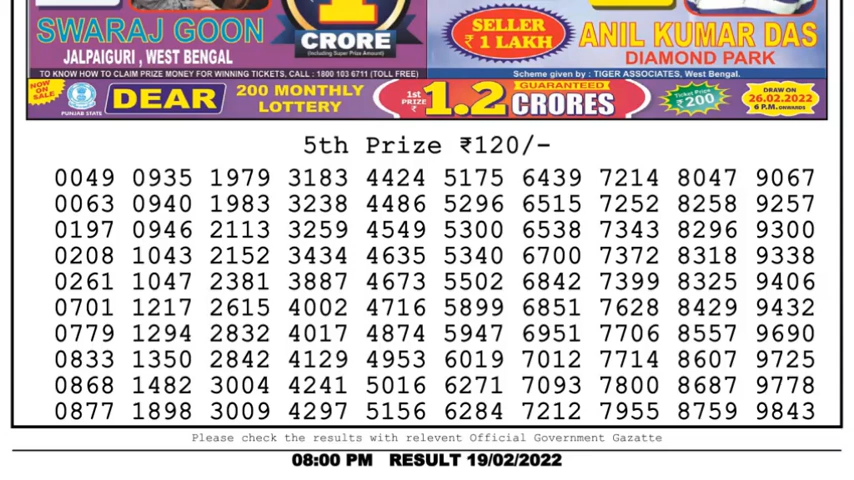 1
CRORE
(Including Super Prize Amount)
SWARAJ GOON
JALPAIGURI, WEST BENGAL
SELLER
₹ 1 LAKH
ANIL KUMAR DAS
DIAMOND PARK
TO KNOW HOW TO CLAIM PRIZE MONEY FOR WINNING TICKETS. CALL : 1800 103 6711 (TOLL FREE)
Scheme given by : TIGER ASSOCIATES, West Bengal.
NOW ON SALE
PUNJAB STATE
DEAR
200 MONTHLY
LOTTERY
1st PRIZE ₹
1.2
GUARANTEED
CRORES
Ticket Price
₹200
DRAW ON
26.02.2022
6 P.M. ONWARDS
5th Prize ₹120/-
0049 0935 1979 3183 4424 5175 6439 7214 8047 9067
0063 0940 1983 3238 4486 5296 6515 7252 8258 9257
0197 0946 2113 3259 4549 5300 6538 7343 8296 9300
0208 1043 2152 3434 4635 5340 6700 7372 8318 9338
0261 1047 2381 3887 4673 5502 6842 7399 8325 9406
0701 1217 2615 4002 4716 5899 6851 7628 8429 9432
0779 1294 2832 4017 4874 5947 6951 7706 8557 9690
0833 1350 2842 4129 4953 6019 7012 7714 8607 9725
0868 1482 3004 4241 5016 6271 7093 7800 8687 9778
0877 1898 3009 4297 5156 6284 7212 7955 8759 9843
Please check the results with relevent Official Government Gazatte
08:00 PM RESULT 19/02/2022